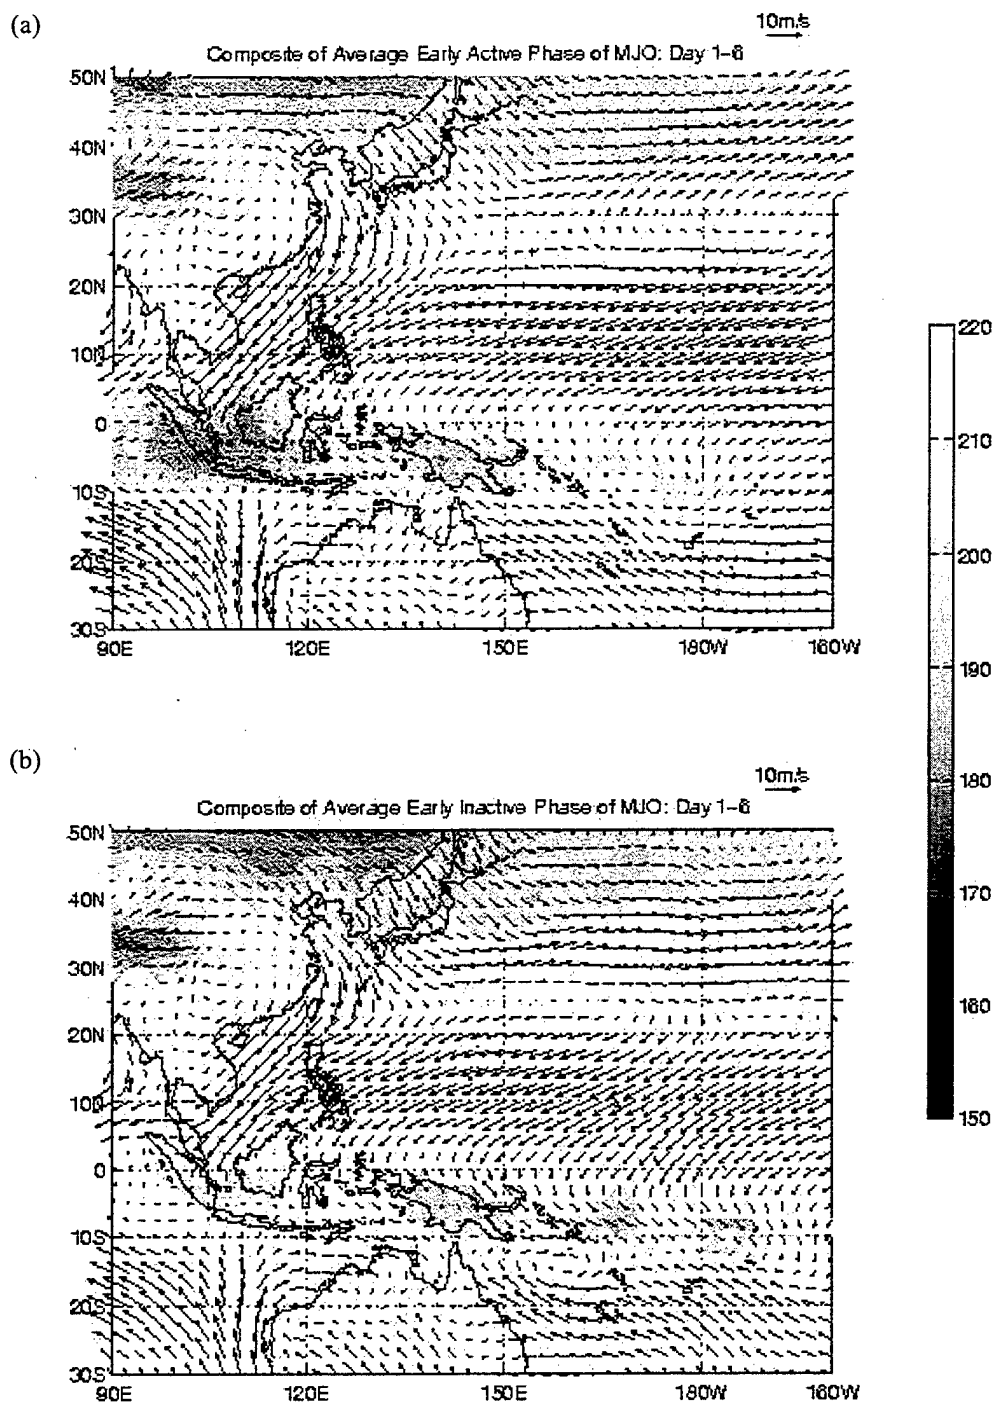 (a)
10m/s
Composite of Average Early Active Phase of MJO: Day 1-6
50N
40N
30N
20N
10N
0
10S
20S
30S
90E 120E 150E 180W 160W
220
210
200
190
180
170
160
150
(b)
10m/s
Composite of Average Early Inactive Phase of MJO: Day 1-6
50N
40N
30N
20N
10N
0
10S
20S
30S
90E 120E 150E 180W 160W